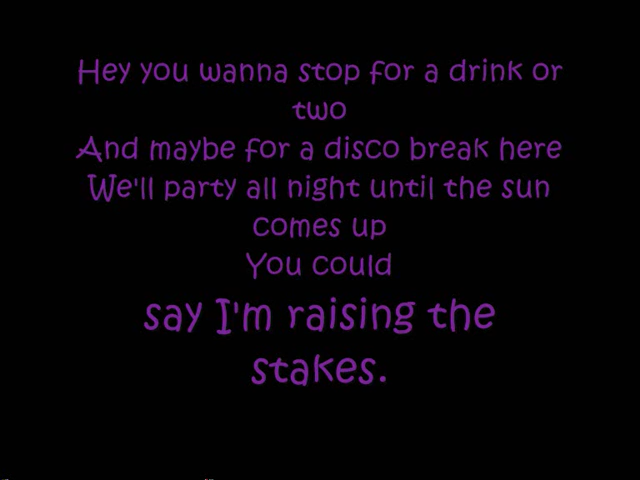 Hey you wanna stop for a drink or
two
And maybe for a disco break here
We'll party all night until the sun
comes up
You could
say I'm raising the
stakes.